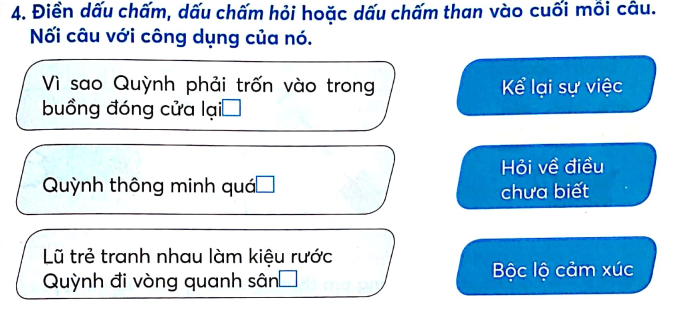 4. Điền dấu chấm, dấu chấm hỏi hoặc dấu chấm than vào cuối mỗi câu.
Nối câu với công dụng của nó.
Vì sao Quỳnh phải trốn vào trong
buồng đóng cửa lại□
Kể lại sự việc
Quỳnh thông minh quá□
Hỏi về điều
chưa biết
Lũ trẻ tranh nhau làm kiệu rước
Quỳnh đi vòng quanh sân□
Bộc lộ cảm xúc